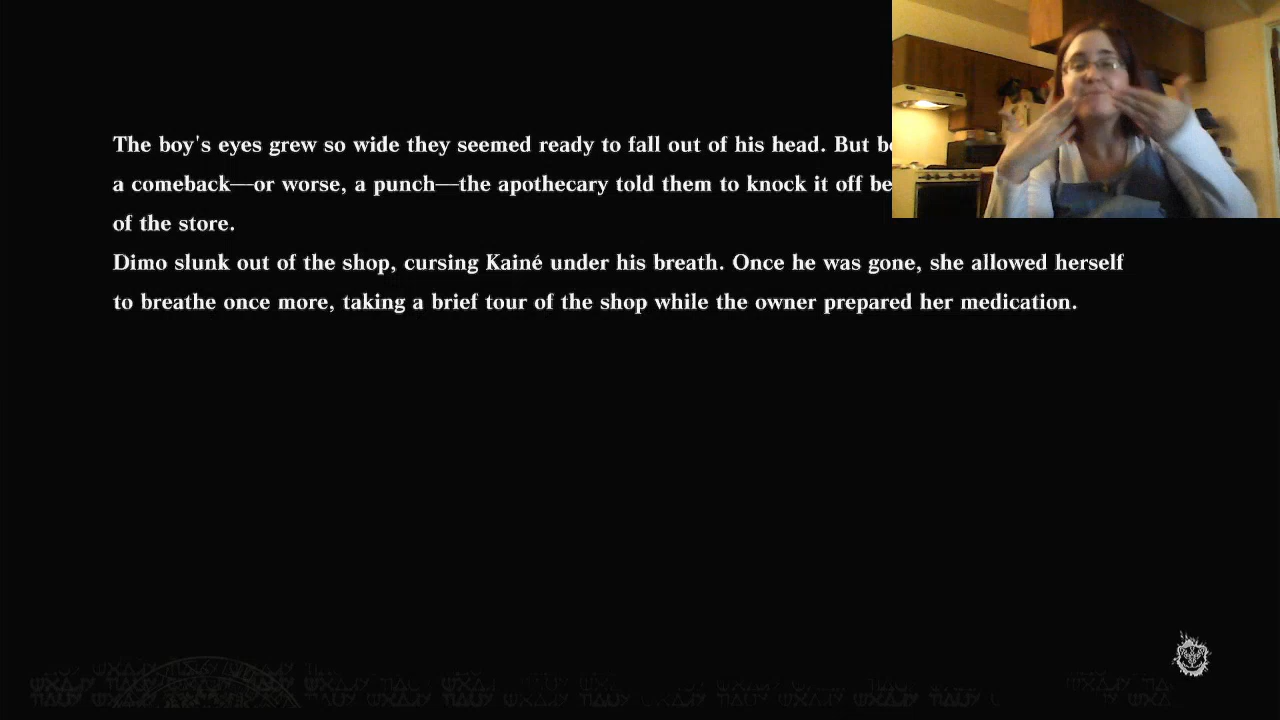 The boy's eyes grew so wide they seemed ready to fall out of his head. But
a comeback—or worse, a punch—the apothecary told them to knock it off
of the store.
Dimo slunk out of the shop, cursing Kainé under his breath. Once he was gone, she allowed herself
to breathe once more, taking a brief tour of the shop while the owner prepared her medication.